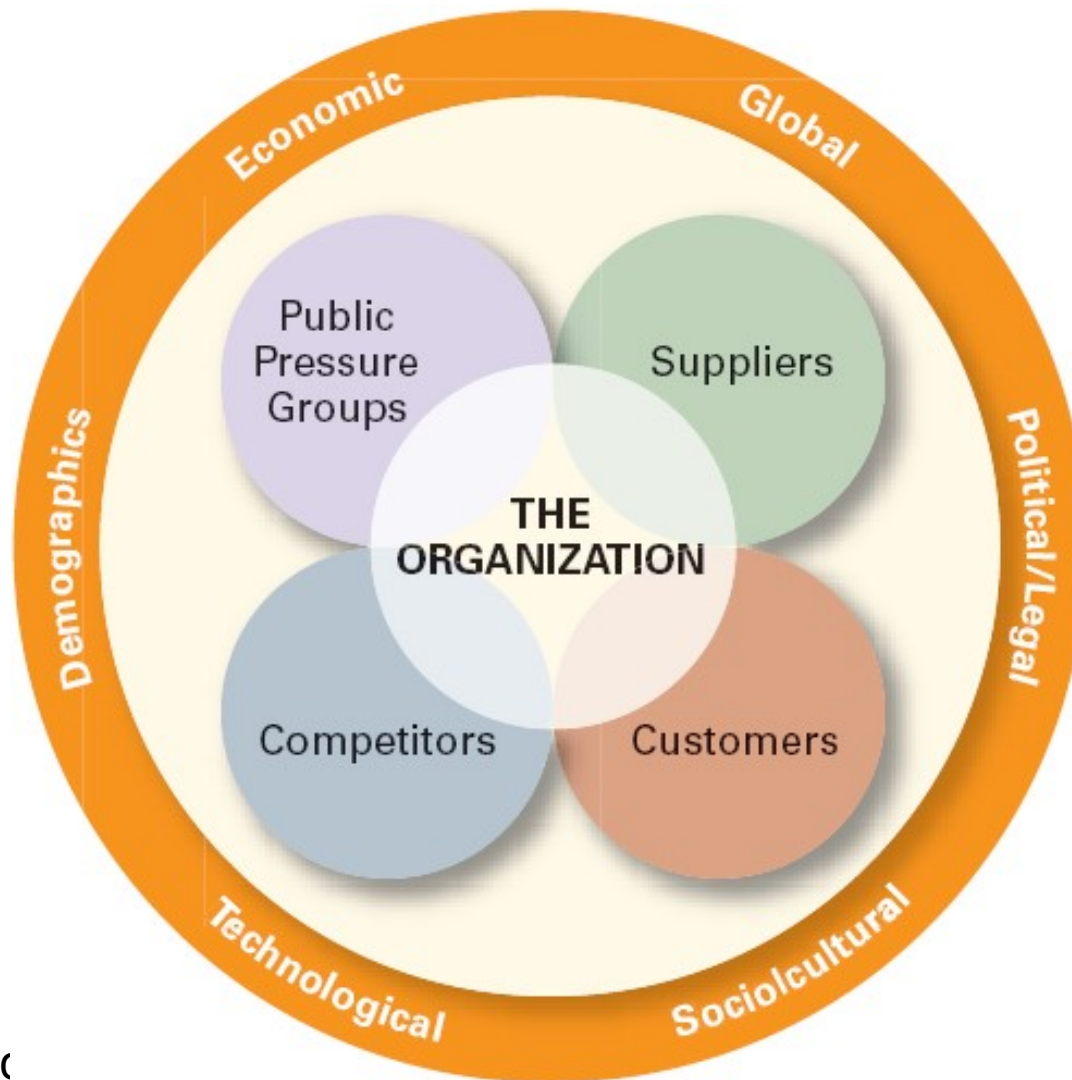 Economic
Global
Public
Pressure
Groups
Suppliers
Demographics
THE
ORGANIZATION
Political/Legal
Competitors
Customers
Technological
Sociolcultural